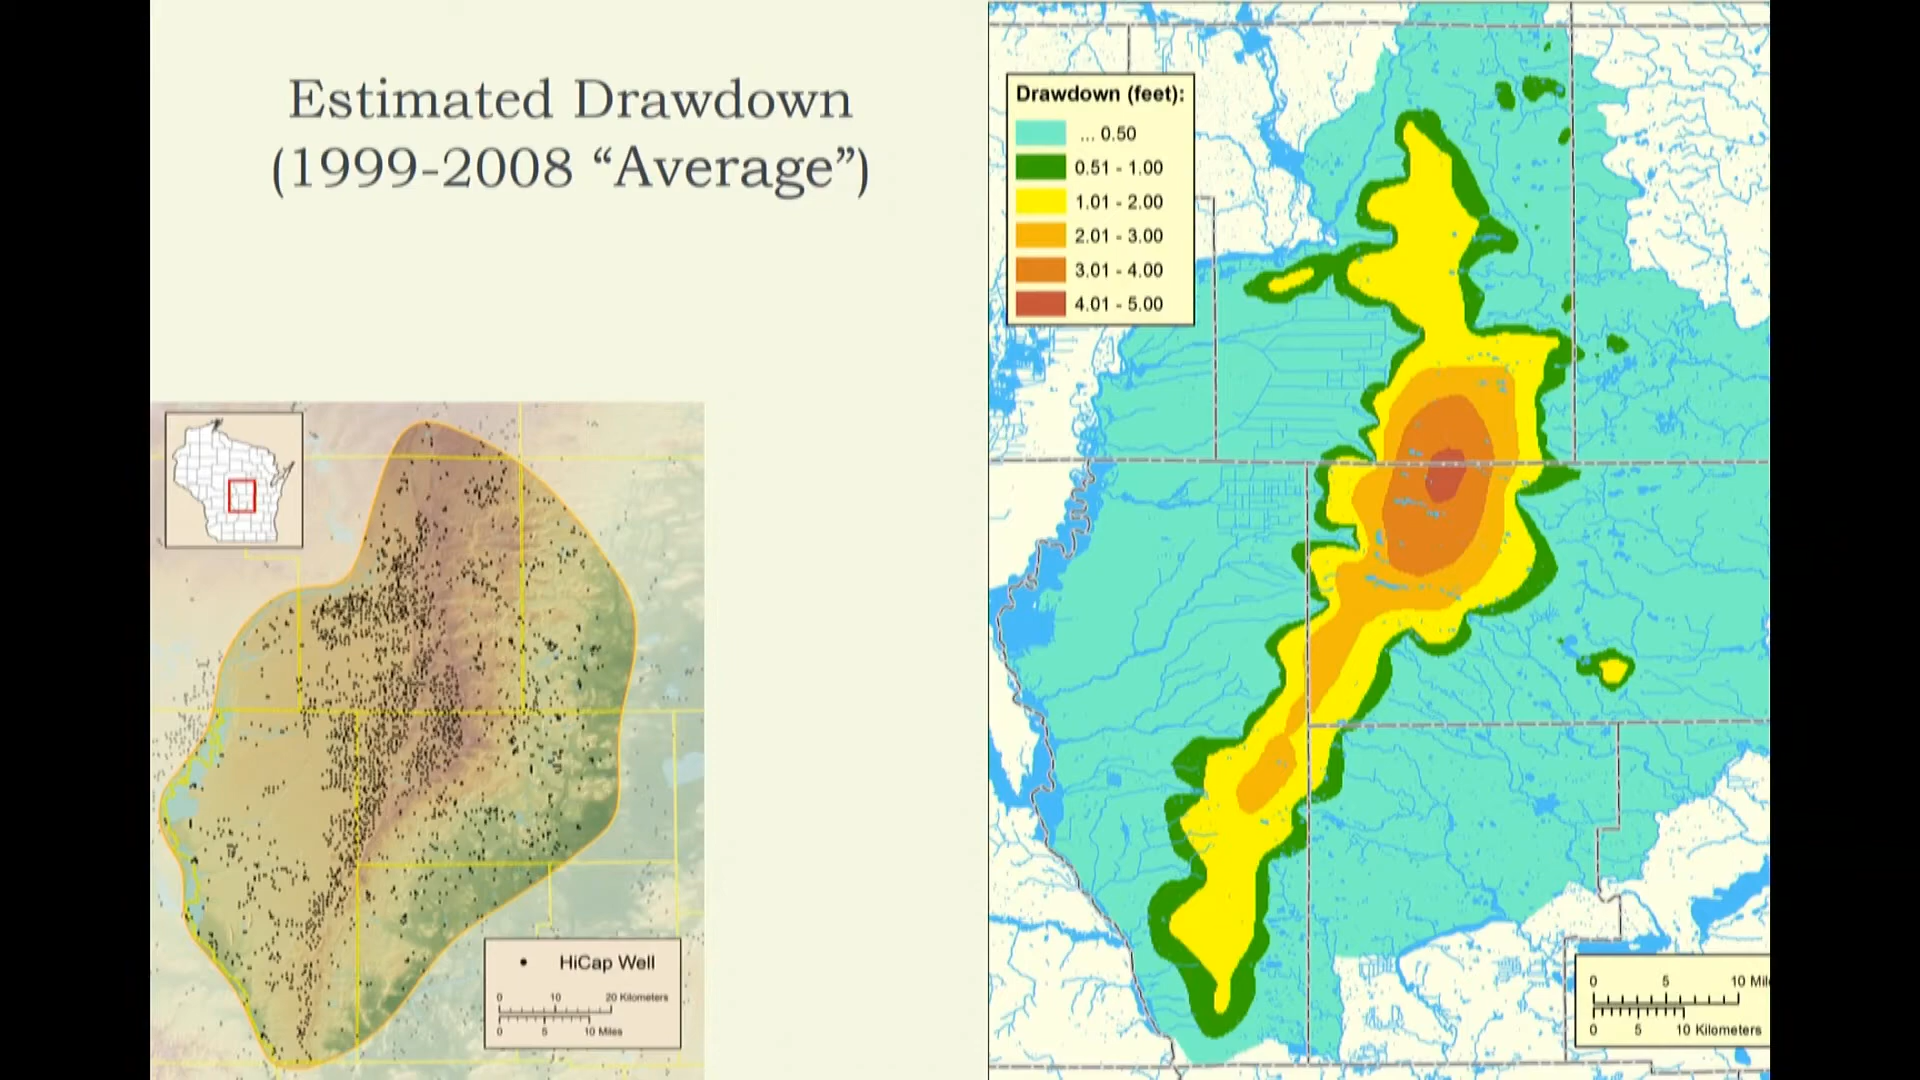 Estimated Drawdown
(1999-2008 “Average”)
Drawdown (feet):
... 0.50
0.51 - 1.00
1.01 - 2.00
2.01 - 3.00
3.01 - 4.00
4.01 - 5.00
HiCap Well
0 10 20 Kilometers
0 5 10 Miles
0 5 10 Mil
0 5 10 Kilometers